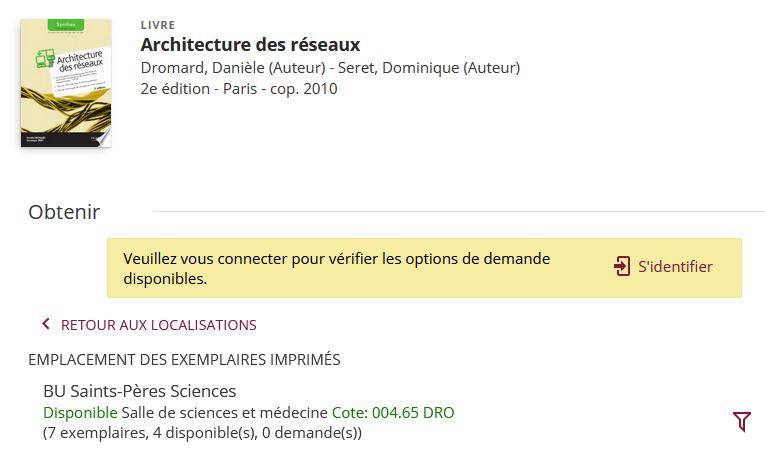 LIVRE
Architecture des réseaux
Dromard, Danièle (Auteur) - Seret, Dominique (Auteur)
2e édition - Paris - cop. 2010
Synthex
Architecture
des réseaux
Obtenir
Veuillez vous connecter pour vérifier les options de demande
disponibles.
S'identifier
RETOUR AUX LOCALISATIONS
EMPLACEMENT DES EXEMPLAIRES IMPRIMÉS
BU Saints-Pères Sciences
Disponible Salle de sciences et médecine Cote: 004.65 DRO
(7 exemplaires, 4 disponible(s), 0 demande(s))